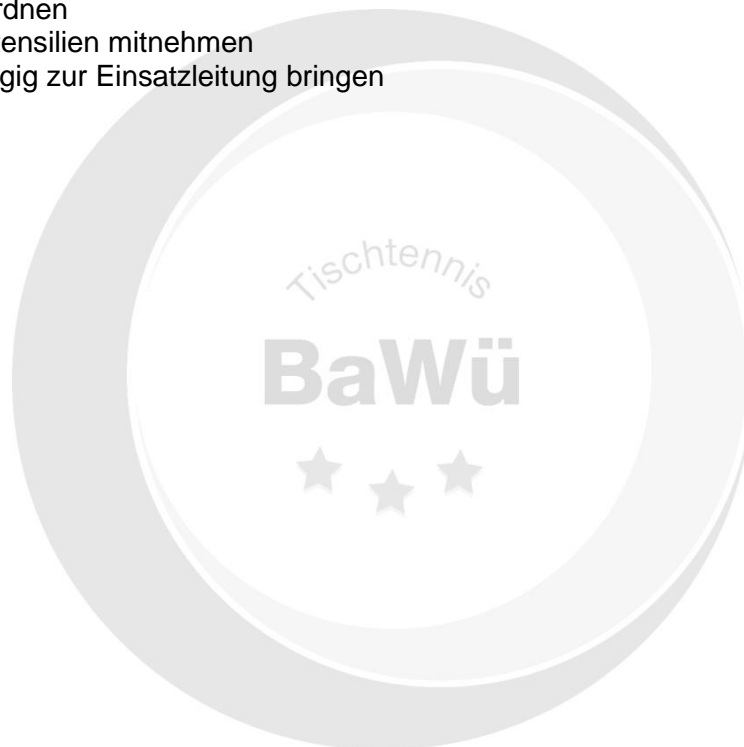 rdnen
ensilien mitnehmen
gig zur Einsatzleitung bringen
Tischtennis
BaWü